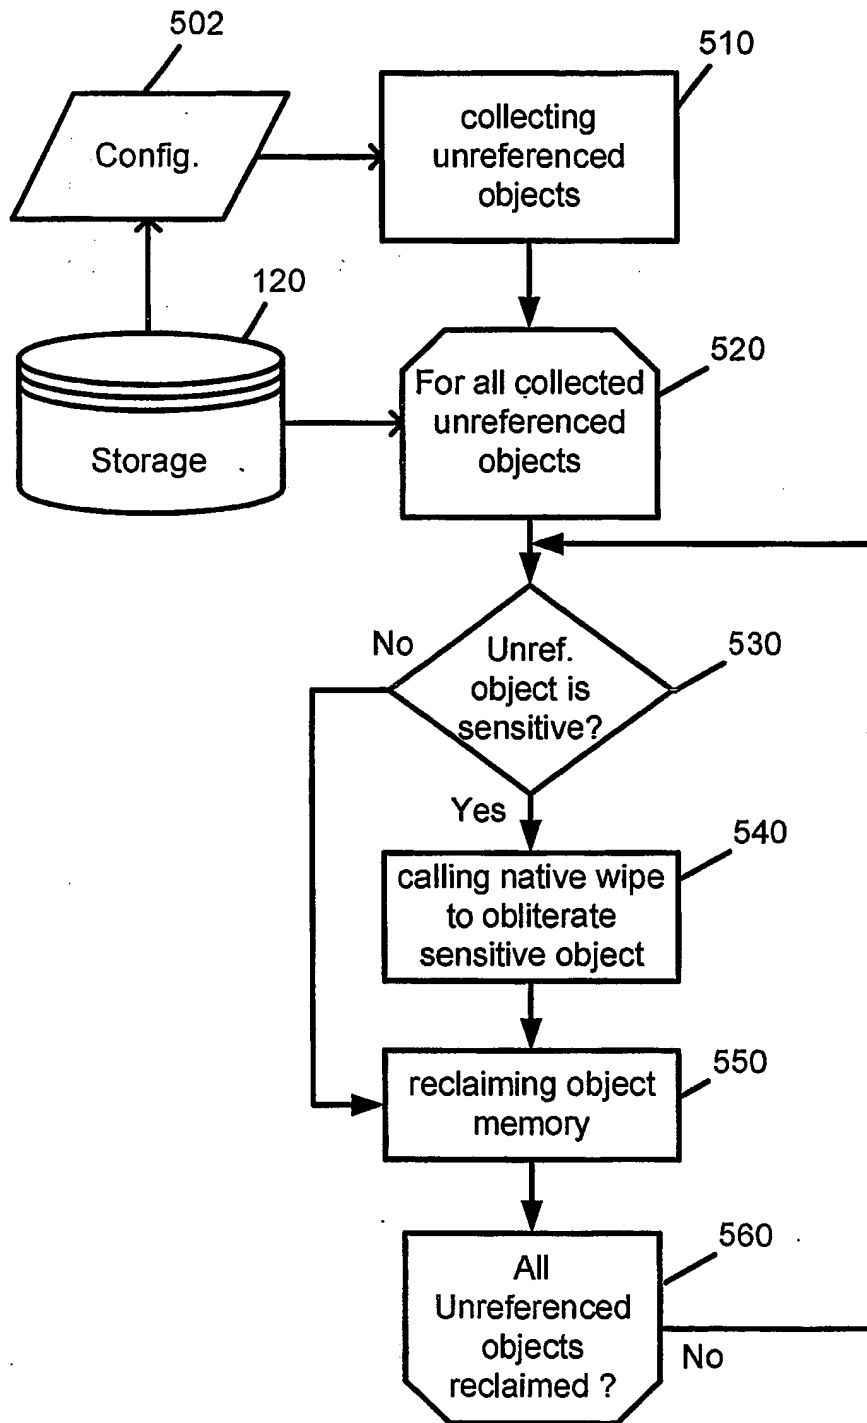 502
510
Config.
collecting
unreferenced
objects
120
520
Storage
For all collected
unreferenced
objects
No
530
Unref.
object is
sensitive?
Yes
540
calling native wipe
to obliterate
sensitive object
550
reclaiming object
memory
560
All
Unreferenced
objects
reclaimed ?
No